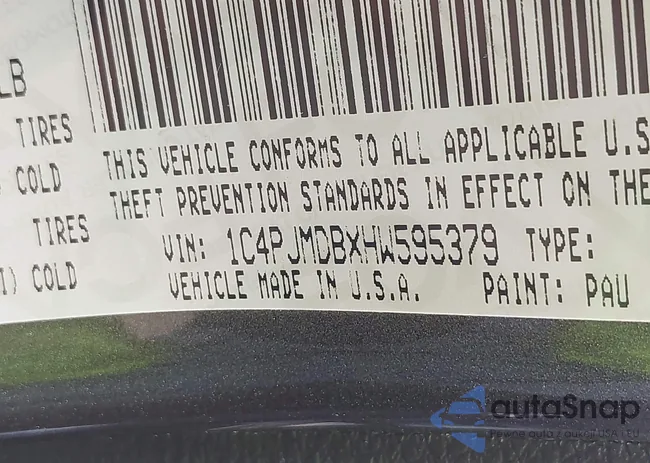 LB
TIRES
COLD
TIRES
I) COLD
THIS VEHICLE CONFORMS TO ALL APPLICABLE U.S
THEFT PREVENTION STANDARDS IN EFFECT ON THE
VIN: 1C4PJMDBXHW595379 TYPE:
VEHICLE MADE IN U.S.A. PAINT: PAU
autoSnap